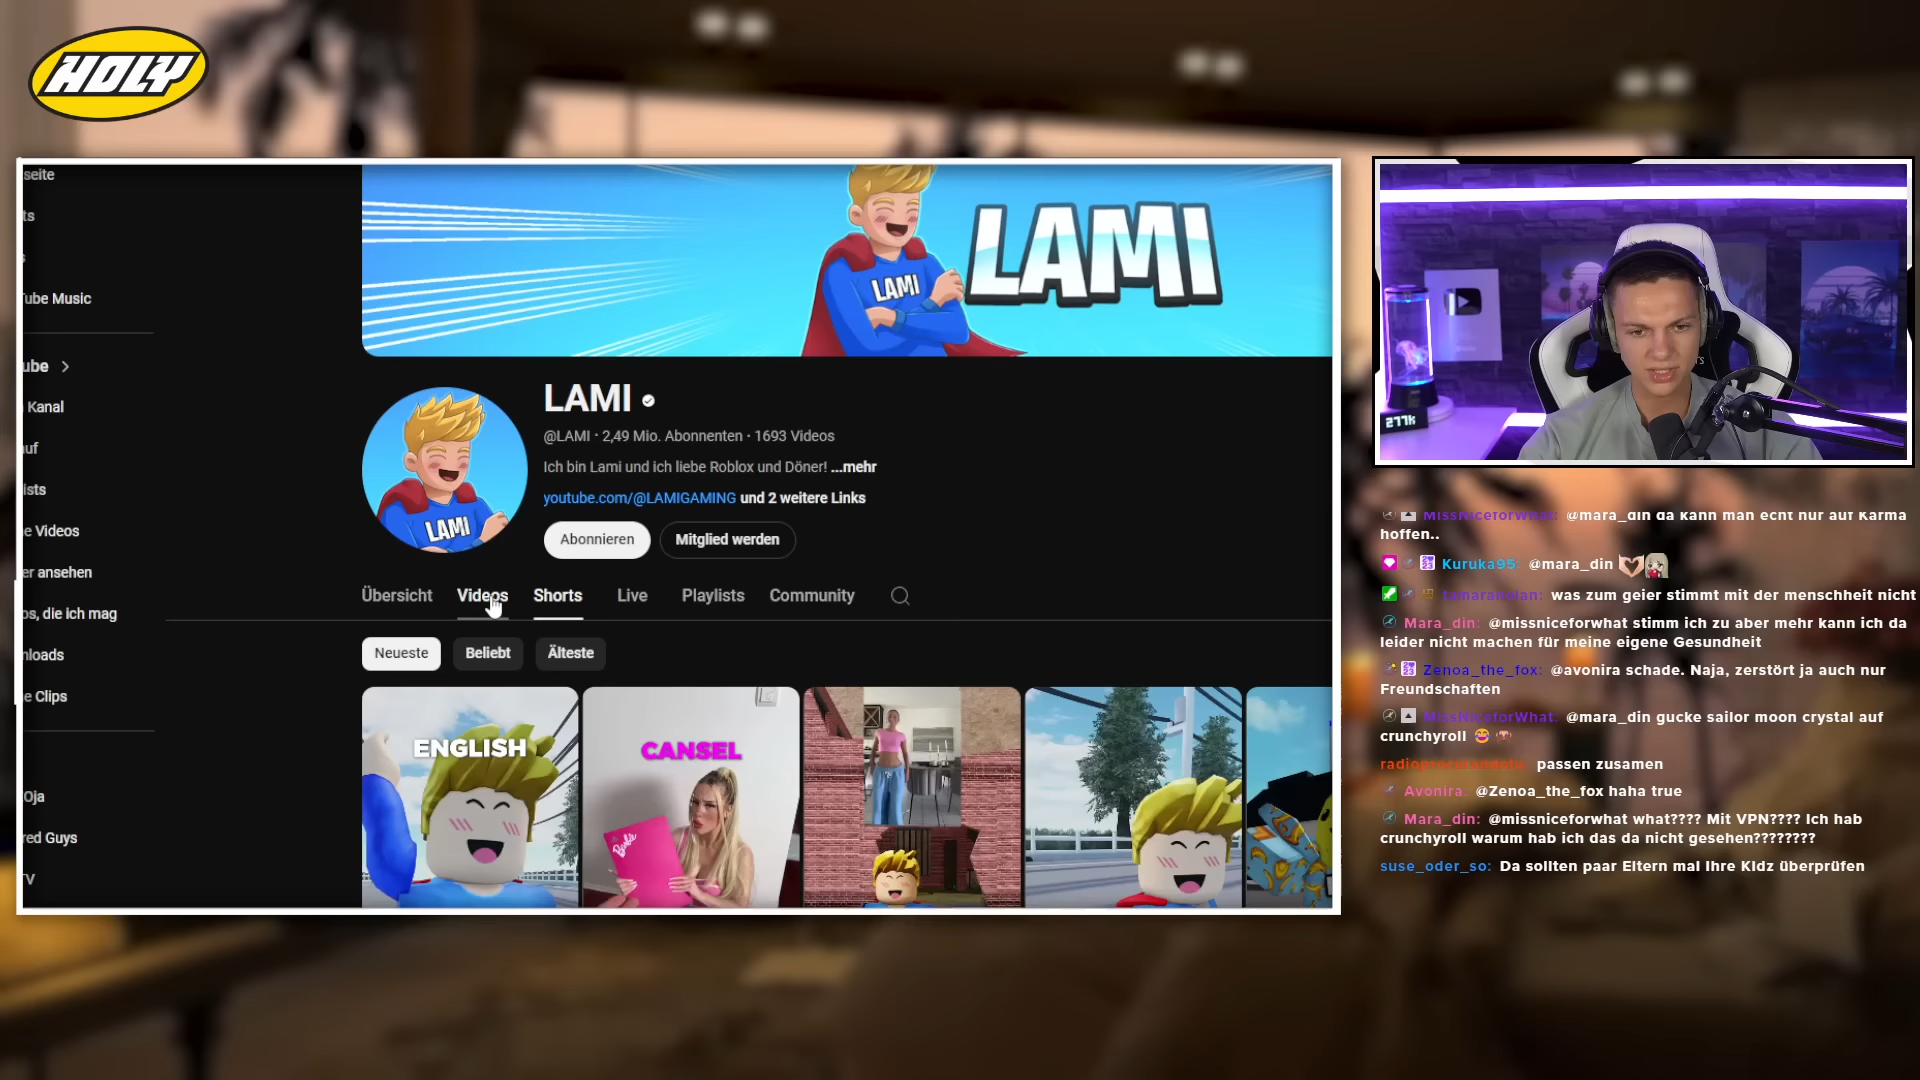 HOLY
seite
ts
Tube Music
ube
Kanal
uf
ists
e Videos
er ansehen
os, die ich mag
nloads
e Clips
Oja
red Guys
V
LAMI
LAMI
LAMI
@LAMI · 2,49 Mio. Abonnenten · 1693 Videos
Ich bin Lami und ich liebe Roblox und Döner! ...mehr
youtube.com/@LAMIGAMING und 2 weitere Links
Abonnieren
Mitglied werden
LAMI
Übersicht Videos Shorts Live Playlists Community
Neueste Beliebt Älteste
ENGLISH
CANSEL
Barbie
277k
MissNiceforWhat: @mara_din da kann man echt nur auf Karma
hoffen..
Kuruka95: @mara_din
was zum geier stimmt mit der menschheit nicht
Mara_din: @missniceforwhat stimm ich zu aber mehr kann ich da
leider nicht machen für meine eigene Gesundheit
Zenoa_the_fox: @avonira schade. Naja, zerstört ja auch nur
Freundschaften
MissNiceforWhat: @mara_din gucke sailor moon crystal auf
crunchyroll
passen zusamen
Avonira: @Zenoa_the_fox haha true
Mara_din: @missniceforwhat what???? Mit VPN???? Ich hab
crunchyroll warum hab ich das da nicht gesehen????????
suse_oder_so: Da sollten paar Eltern mal Ihre KIdz überprüfen